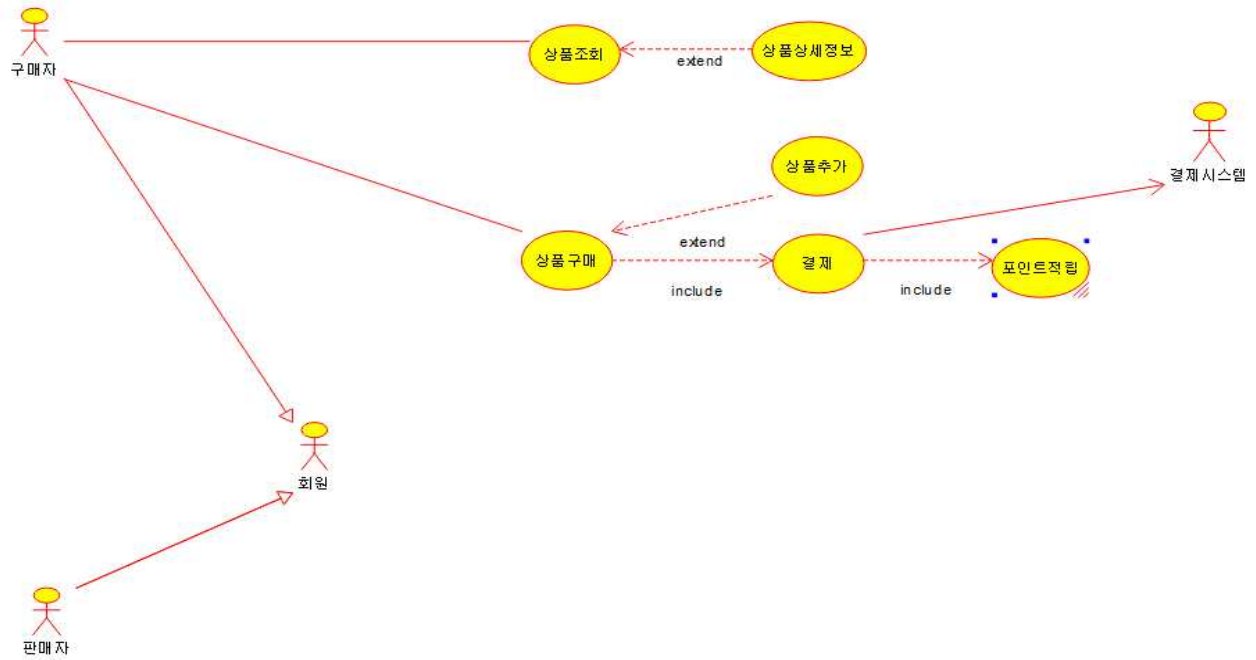 구매자
상품조회
extend
상품상세정보
상품추가
결제시스템
extend
상품구매
결제
포인트적립
include
include
회원
판매자